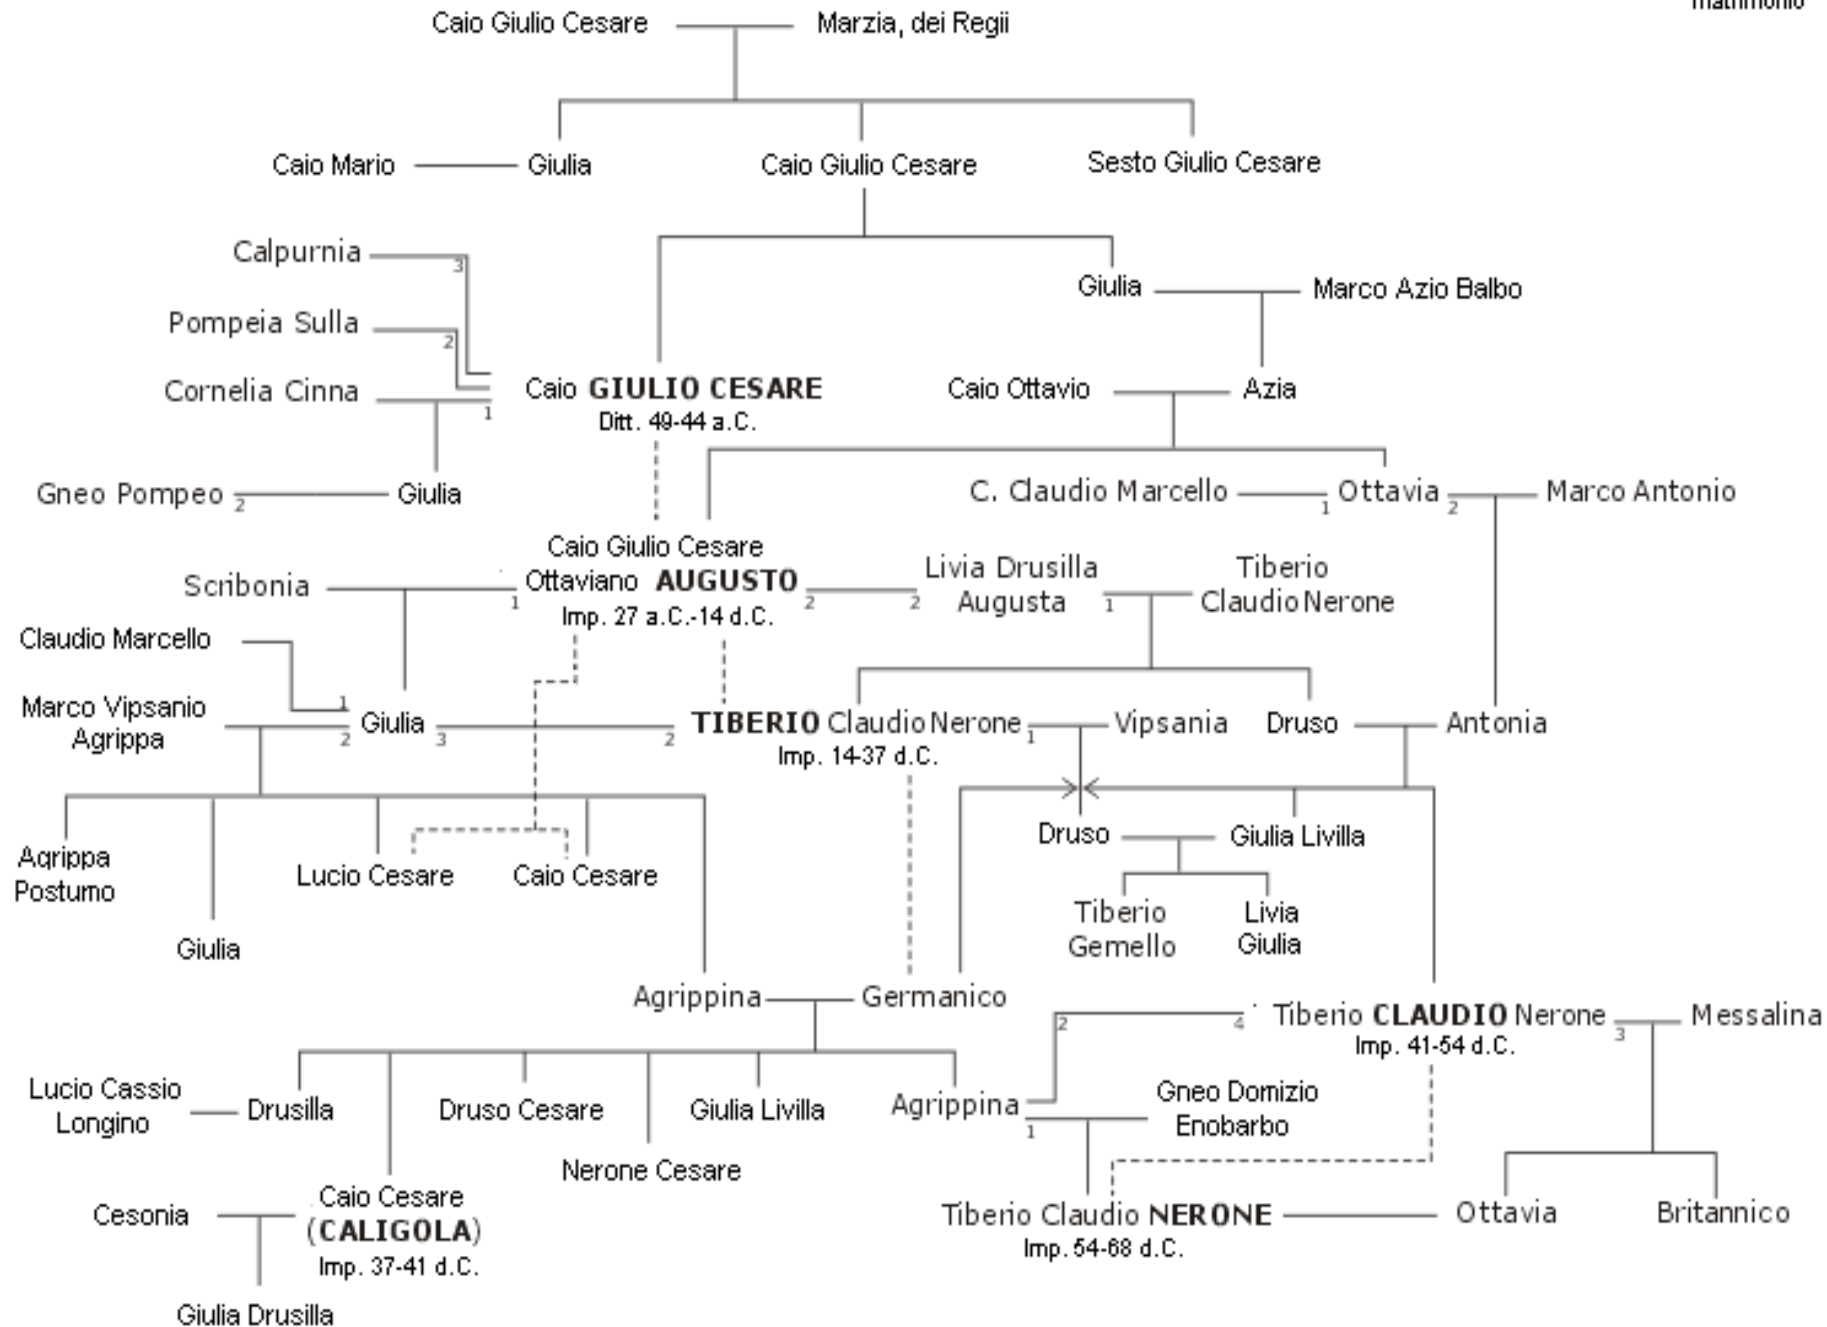 matrimonio
Caio Giulio Cesare Marzia, dei Regii
Caio Mario Giulia Caio Giulio Cesare Sesto Giulio Cesare
Calpurnia 3
Giulia Marco Azio Balbo
Pompeia Sulla 2
Cornelia Cinna 1 Caio GIULIO CESARE Caio Ottavio Azia
Ditt. 49-44 a.C.
Gneo Pompeo 2 Giulia C. Claudio Marcello 1 Ottavia 2 Marco Antonio
Caio Giulio Cesare
Scribonia 1 Ottaviano AUGUSTO 2 2 Livia Drusilla 1 Tiberio
Augusta Claudio Nerone
Imp. 27 a.C.-14 d.C.
Claudio Marcello 1
Marco Vipsanio 2 Giulia 3 2 TIBERIO Claudio Nerone 1 Vipsania Druso Antonia
Agrippa
Imp. 14-37 d.C.
Druso Giulia Livilla
Agrippa Lucio Cesare Caio Cesare
Postumo
Tiberio Livia
Gemello Giulia
Giulia
Agrippina Germanico
2 4 Tiberio CLAUDIO Nerone 3 Messalina
Imp. 41-54 d.C.
Lucio Cassio Drusilla Druso Cesare Giulia Livilla Agrippina 1 Gneo Domizio
Longino Enobarbo
Nerone Cesare
Cesonia Caio Cesare
(CALIGOLA)
Imp. 37-41 d.C.
Tiberio Claudio NERONE Ottavia Britannico
Imp. 54-68 d.C.
Giulia Drusilla